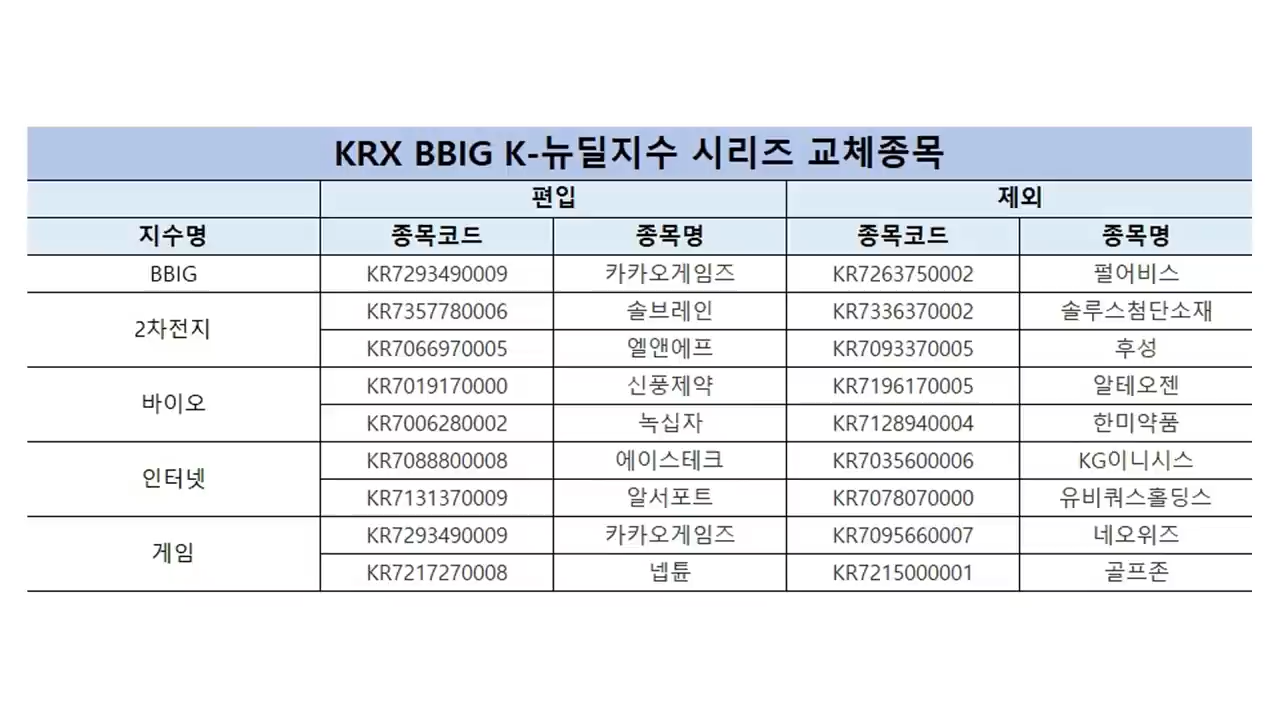 KRX BBIG K-뉴딜지수 시리즈 교체종목
편입 제외
지수명 종목코드 종목명 종목코드 종목명
BBIG KR7293490009 카카오게임즈 KR7263750002 펄어비스
2차전지 KR7357780006 솔브레인 KR7336370002 솔루스첨단소재
KR7066970005 엘앤에프 KR7093370005 후성
바이오 KR7019170000 신풍제약 KR7196170005 알테오젠
KR7006280002 녹십자 KR7128940004 한미약품
인터넷 KR7088800008 에이스테크 KR7035600006 KG이니시스
KR7131370009 알서포트 KR7078070000 유비쿼스홀딩스
게임 KR7293490009 카카오게임즈 KR7095660007 네오위즈
KR7217270008 넵튠 KR7215000001 골프존